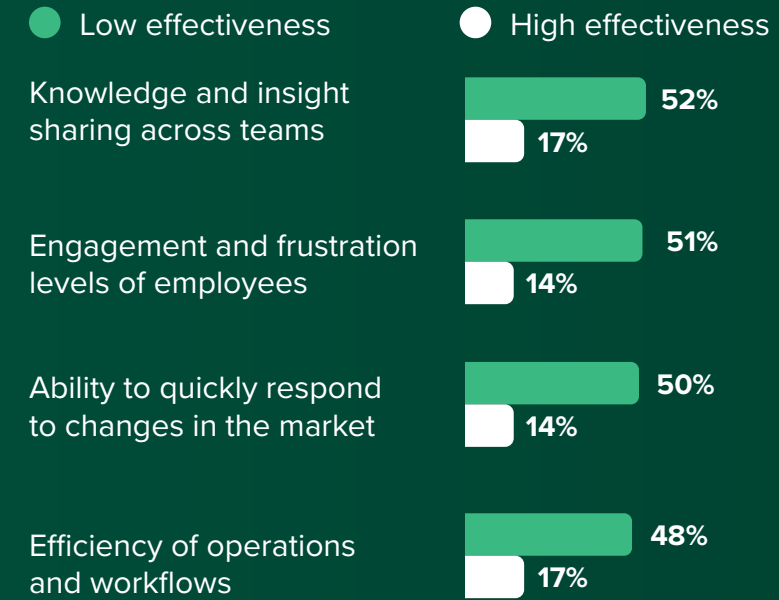 Low effectiveness
High effectiveness
Knowledge and insight
sharing across teams
52%
17%
Engagement and frustration
levels of employees
51%
14%
Ability to quickly respond
to changes in the market
50%
14%
Efficiency of operations
and workflows
48%
17%